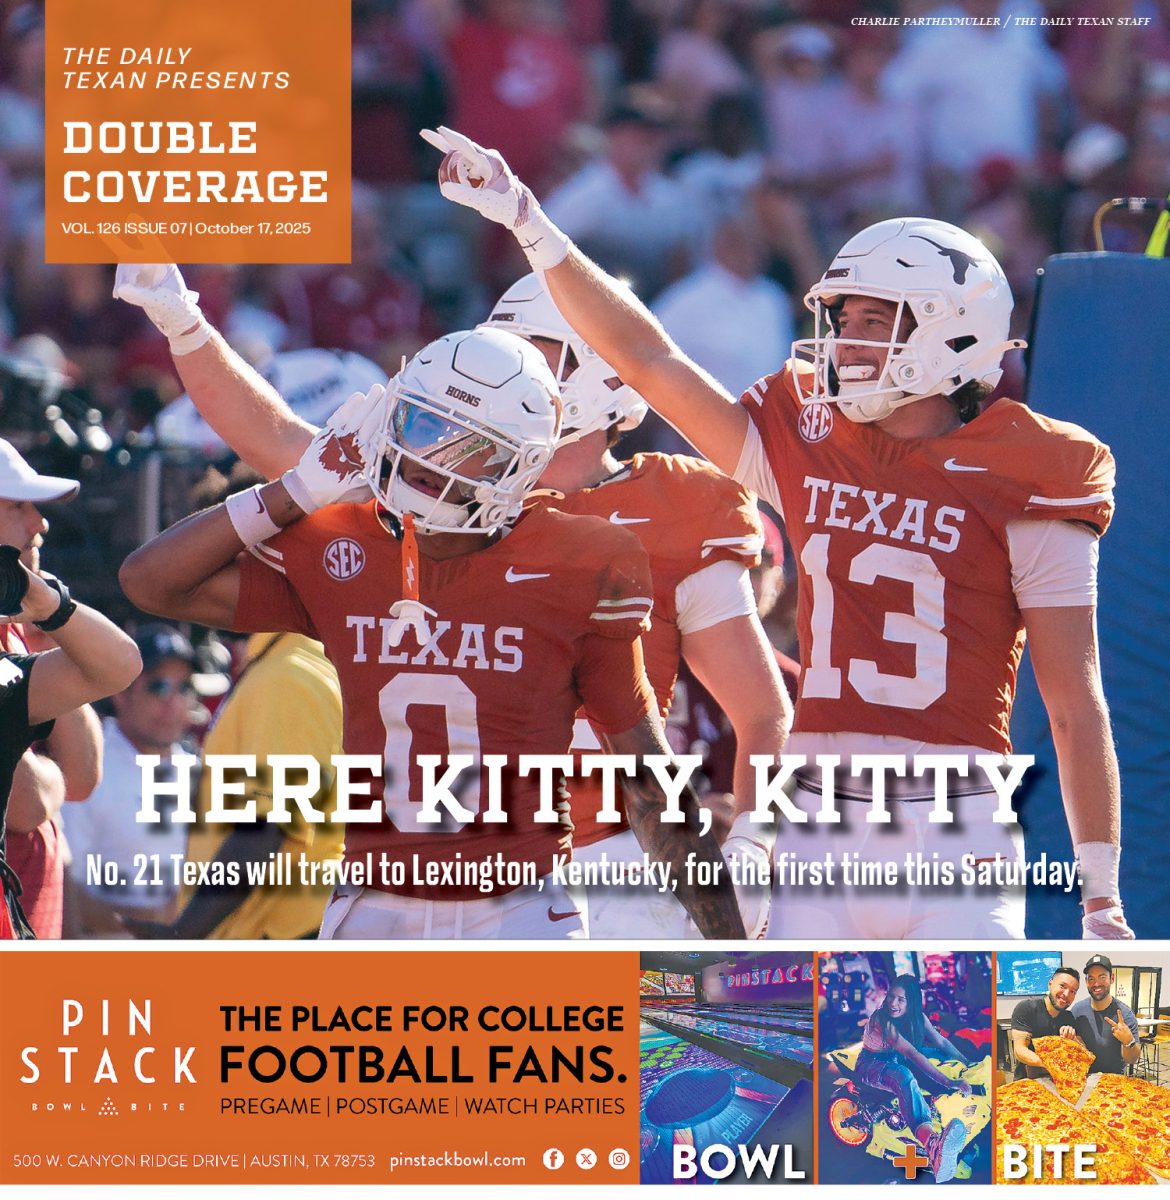 CHARLIE PARTHEYMULLER / THE DAILY TEXAN STAFF
THE DAILY
TEXAN PRESENTS
DOUBLE
COVERAGE
VOL. 126 ISSUE 07 | October 17, 2025
HORNS
SEC
TEXAS
0
SEC
TEXAS
13
HERE KITTY, KITTY
No. 21 Texas will travel to Lexington, Kentucky, for the first time this Saturday.
PIN
STACK
BOWL BITE
THE PLACE FOR COLLEGE
FOOTBALL FANS.
PREGAME | POSTGAME | WATCH PARTIES
500 W. CANYON RIDGE DRIVE | AUSTIN, TX 78753 pinstackbowl.com
PINSTACK
PLAYER
BOWL
+
BITE